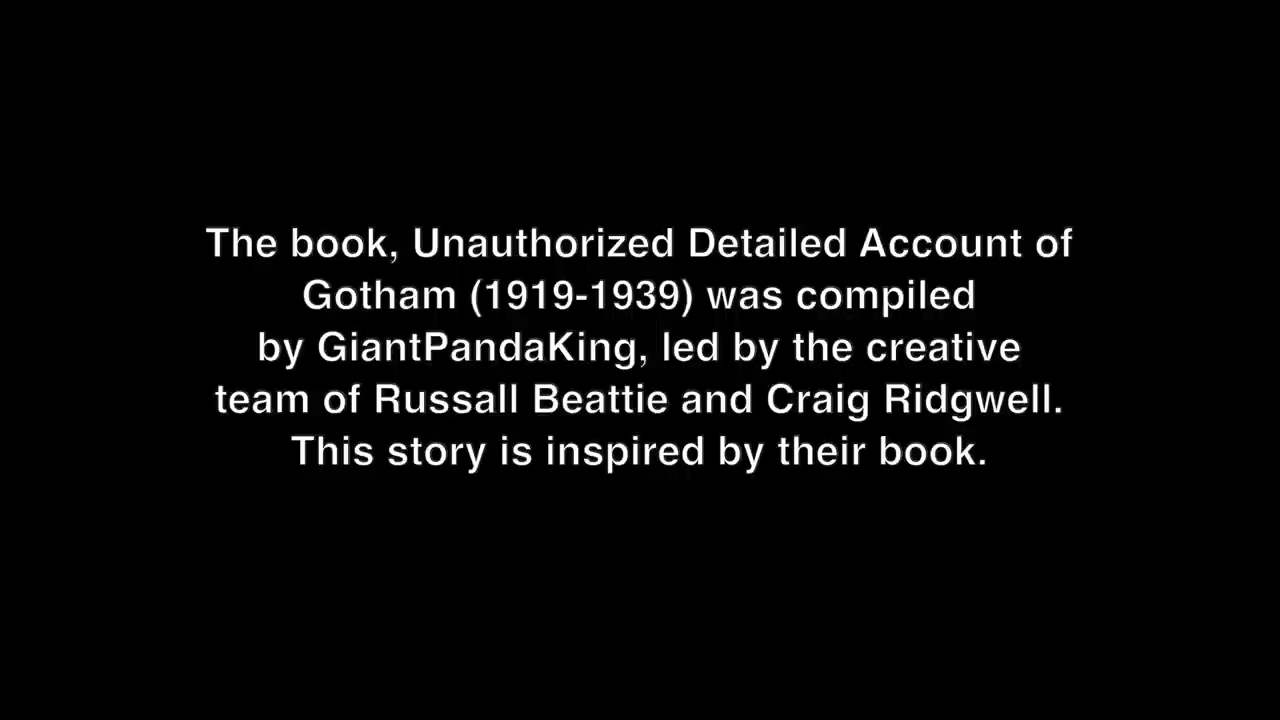 The book, Unauthorized Detailed Account of
Gotham (1919-1939) was compiled
by GiantPandaKing, led by the creative
team of Russall Beattie and Craig Ridgwell.
This story is inspired by their book.